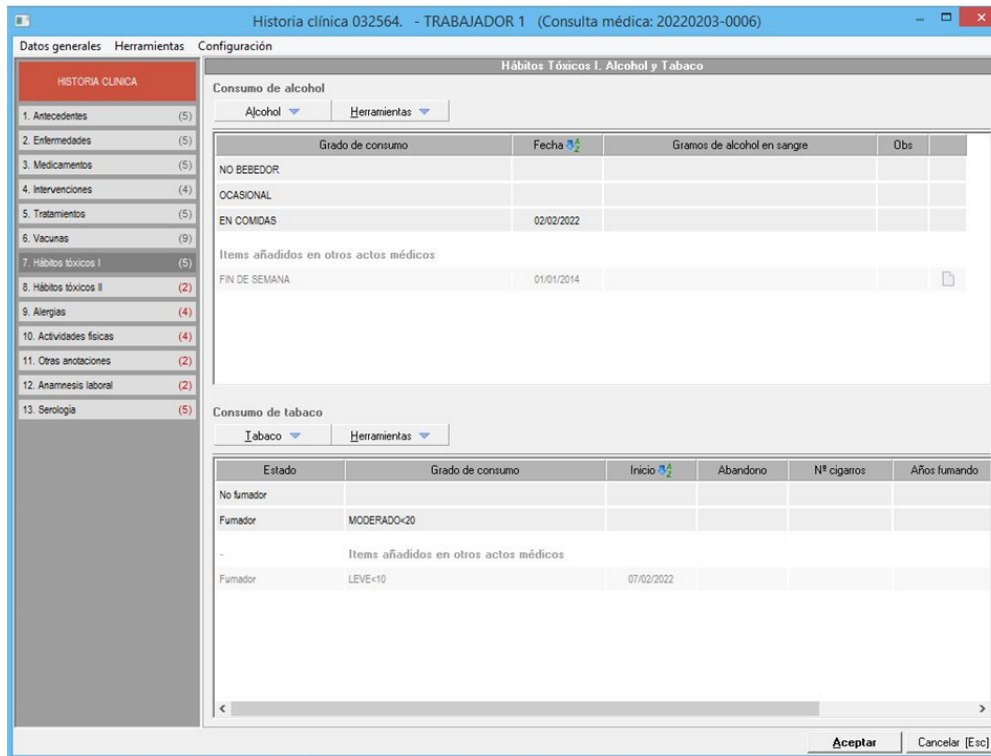 Historia clínica 032564. - TRABAJADOR 1 (Consulta médica: 20220203-0006)
Datos generales Herramientas Configuración
HISTORIA CLINICA
1. Antecedentes (5)
2. Enfermedades (5)
3. Medicamentos (5)
4. Intervenciones (4)
5. Tratamientos (5)
6. Vacunas (9)
7. Hábitos tóxicos I (5)
8. Hábitos tóxicos II (2)
9. Alergias (4)
10. Actividades físicas (4)
11. Otras anotaciones (2)
12. Anamnesis laboral (2)
13. Serología (5)
Hábitos Tóxicos I. Alcohol y Tabaco
Consumo de alcohol
Alcohol Herramientas
Grado de consumo Fecha Gramos de alcohol en sangre Obs
NO BEBEDOR
OCASIONAL
EN COMIDAS 02/02/2022
Items añadidos en otros actos médicos
FIN DE SEMANA 01/01/2014
Consumo de tabaco
Tabaco Herramientas
Estado Grado de consumo Inicio Abandono Nº cigarros Años fumando
No fumador
Fumador MODERADO<20
- Items añadidos en otros actos médicos
Fumador LEVE<10 07/02/2022
Aceptar Cancelar [Esc]